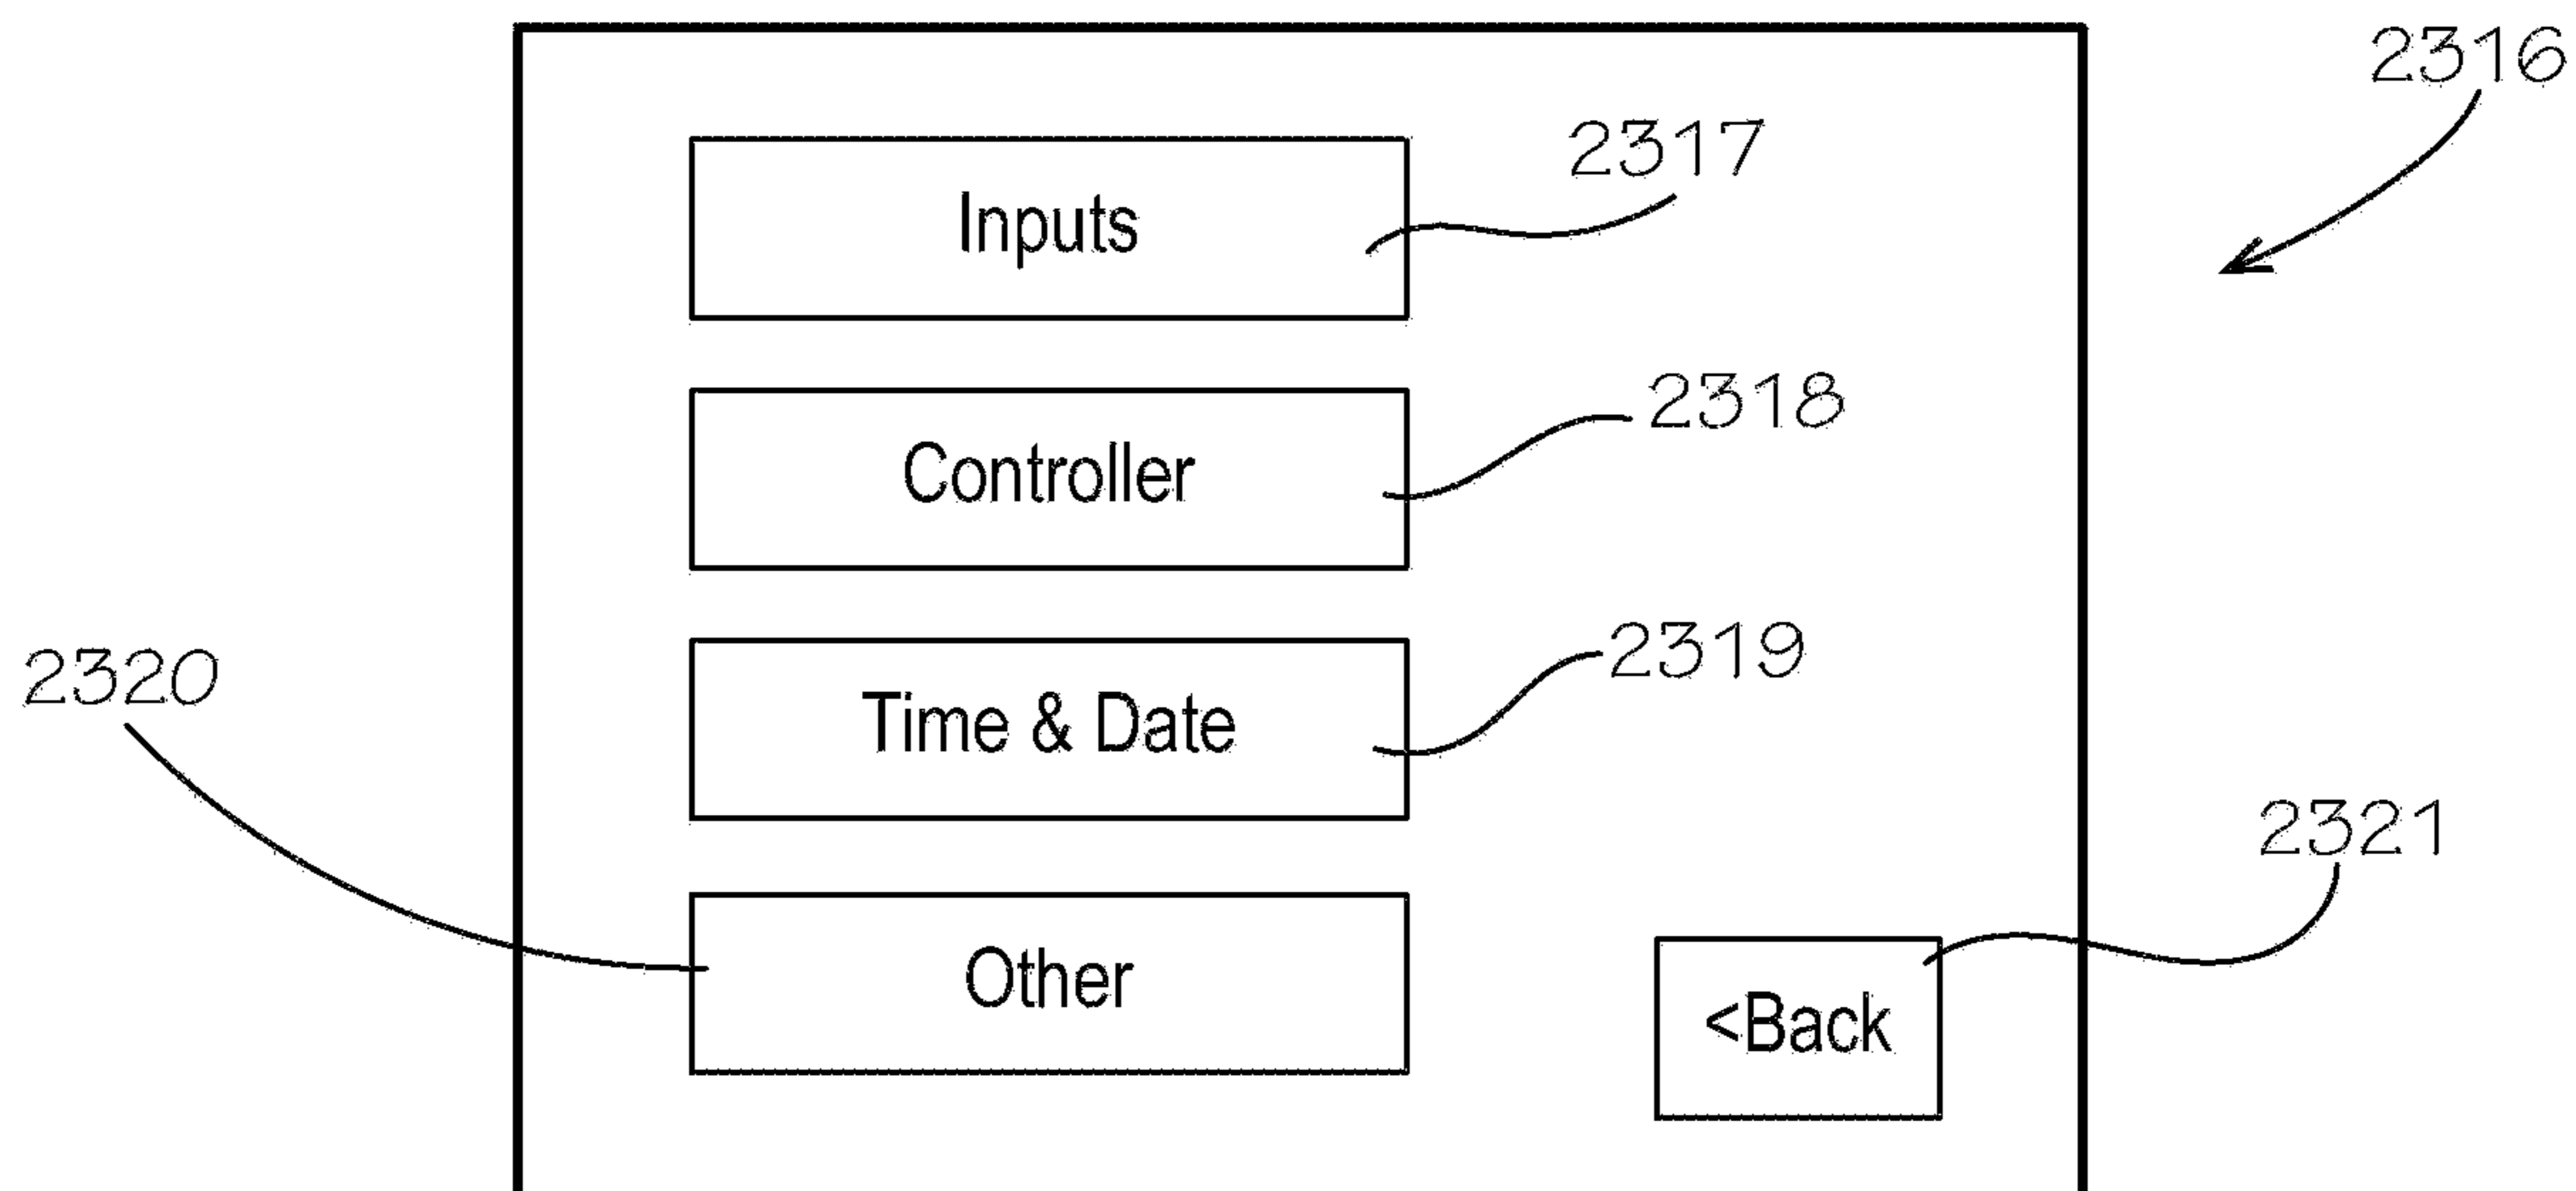 2316
Inputs
2317
Controller
2318
Time & Date
2319
2320
Other
2321
<Back